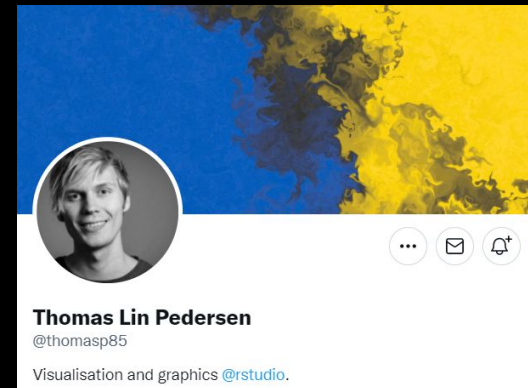 Thomas Lin Pedersen
@thomasp85
Visualisation and graphics @rstudio.